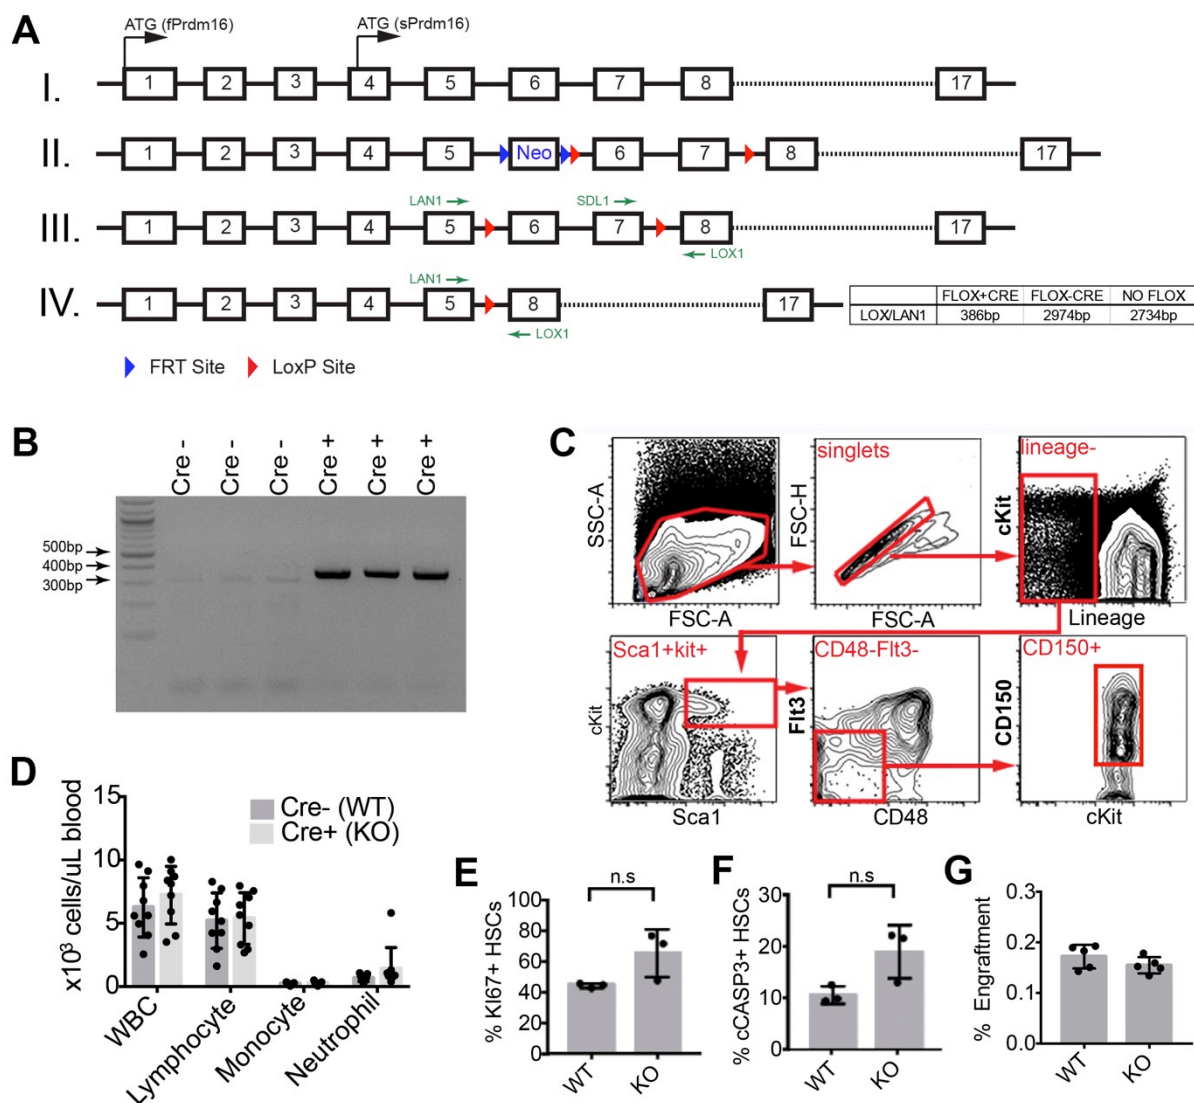 A
ATG (fPrdm16)
ATG (sPrdm16)
I.
1 2 3 4 5 6 7 8 17
II.
1 2 3 4 5 Neo 6 7 8 17
LAN1
SDL1
III.
1 2 3 4 5 6 7 8 17
LOX1
LAN1
IV.
1 2 3 4 5 8 17
LOX1
FLOX+CRE FLOX-CRE NO FLOX
LOX/LAN1 386bp 2974bp 2734bp
FRT Site
LoxP Site
B
Cre - Cre - Cre - Cre + Cre + Cre +
500bp
400bp
300bp
C
SSC-A
FSC-A
singlets
FSC-H
FSC-A
lineage-
cKit
Lineage
Sca1+kit+
cKit
Sca1
CD48-Flt3-
Flt3
CD48
CD150+
CD150
cKit
D
x10³ cells/uL blood
15
10
5
0
Cre- (WT)
Cre+ (KO)
WBC
Lymphocyte
Monocyte
Neutrophil
E
n.s
% KI67+ HSCs
100
80
60
40
20
0
WT
KO
F
n.s
% cCASP3+ HSCs
30
20
10
0
WT
KO
G
% Engraftment
0.3
0.2
0.1
0.0
WT
KO